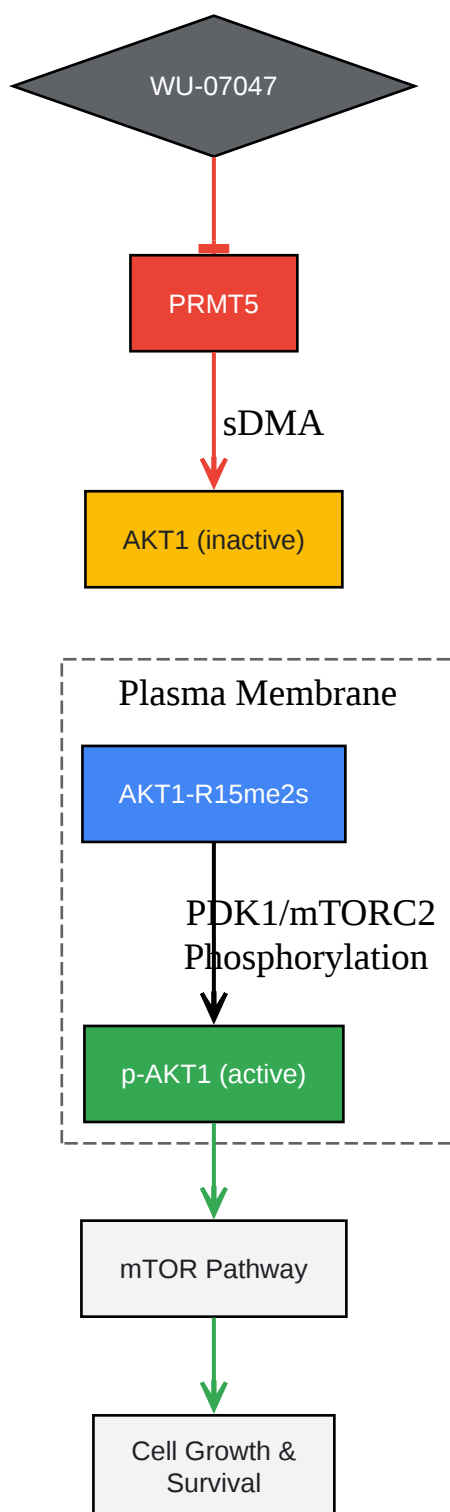 WU-07047
PRMT5
sDMA
AKT1 (inactive)
Plasma Membrane
AKT1-R15me2s
PDK1/mTORC2
Phosphorylation
p-AKT1 (active)
mTOR Pathway
Cell Growth &
Survival